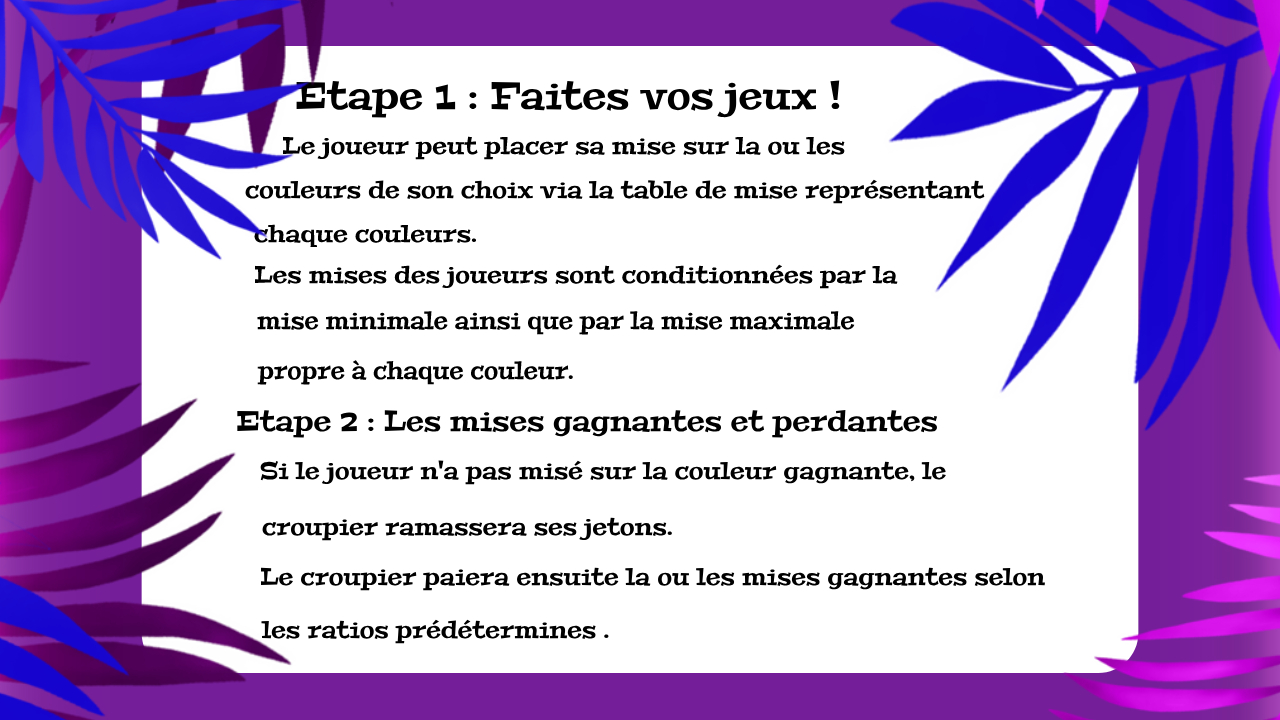 Etape 1 : Faites vos jeux !
Le joueur peut placer sa mise sur la ou les
couleurs de son choix via la table de mise représentant
chaque couleurs.
Les mises des joueurs sont conditionnées par la
mise minimale ainsi que par la mise maximale
propre à chaque couleur.
Etape 2 : Les mises gagnantes et perdantes
Si le joueur n'a pas misé sur la couleur gagnante, le
croupier ramassera ses jetons.
Le croupier paiera ensuite la ou les mises gagnantes selon
les ratios prédétermines .